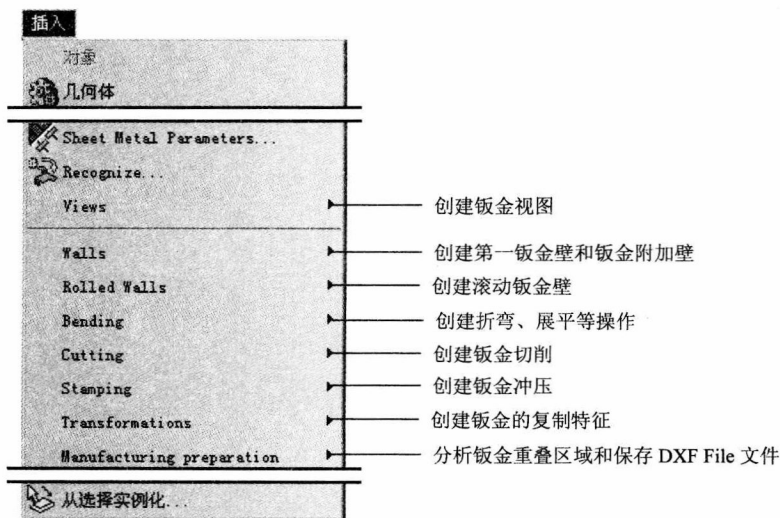 插入
对象
几何体
Sheet Metal Parameters...
Recognize...
Views 创建钣金视图
Walls 创建第一钣金壁和钣金附加壁
Rolled Walls 创建滚动钣金壁
Bending 创建折弯、展平等操作
Cutting 创建钣金切削
Stamping 创建钣金冲压
Transformations 创建钣金的复制特征
Manufacturing preparation 分析钣金重叠区域和保存 DXF File 文件
从选择实例化...